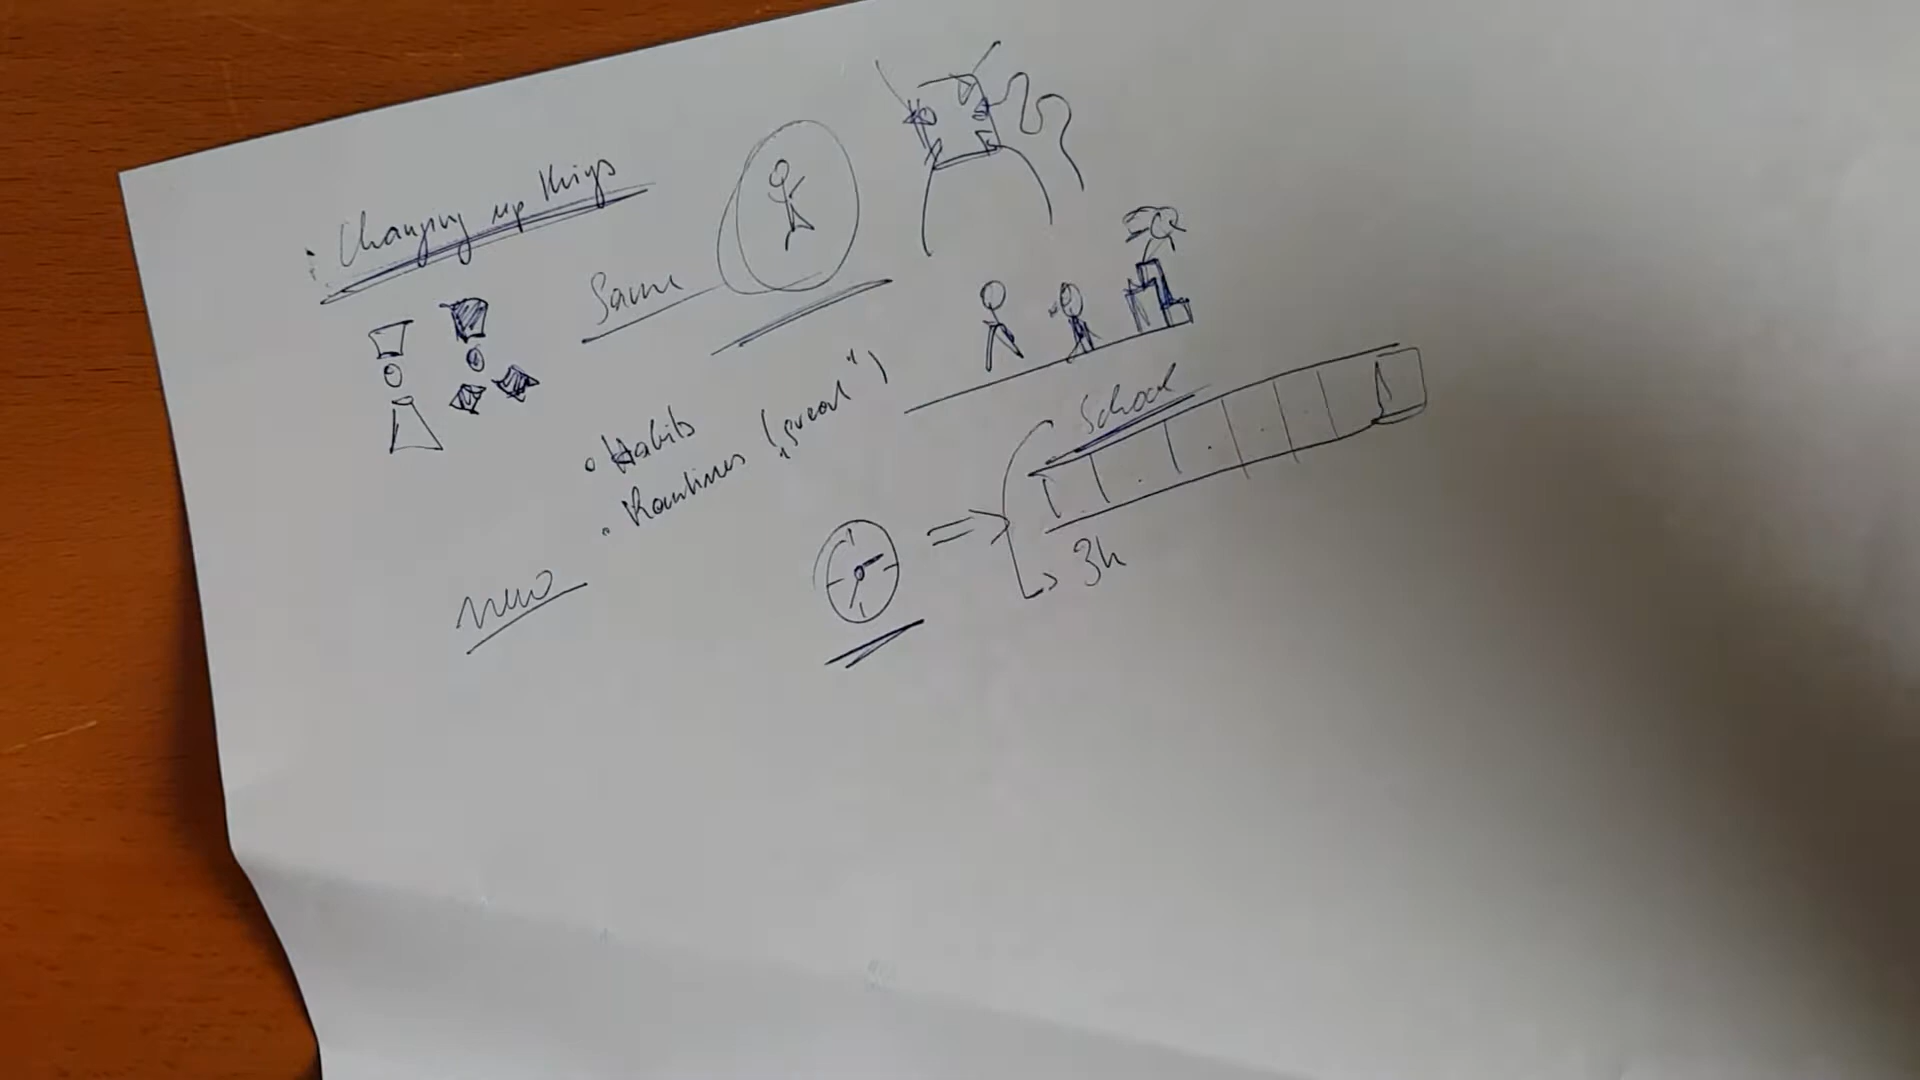 · Changing up things
Same
• Habits
• Routines („great")
School
new
=> 
↳ 3h